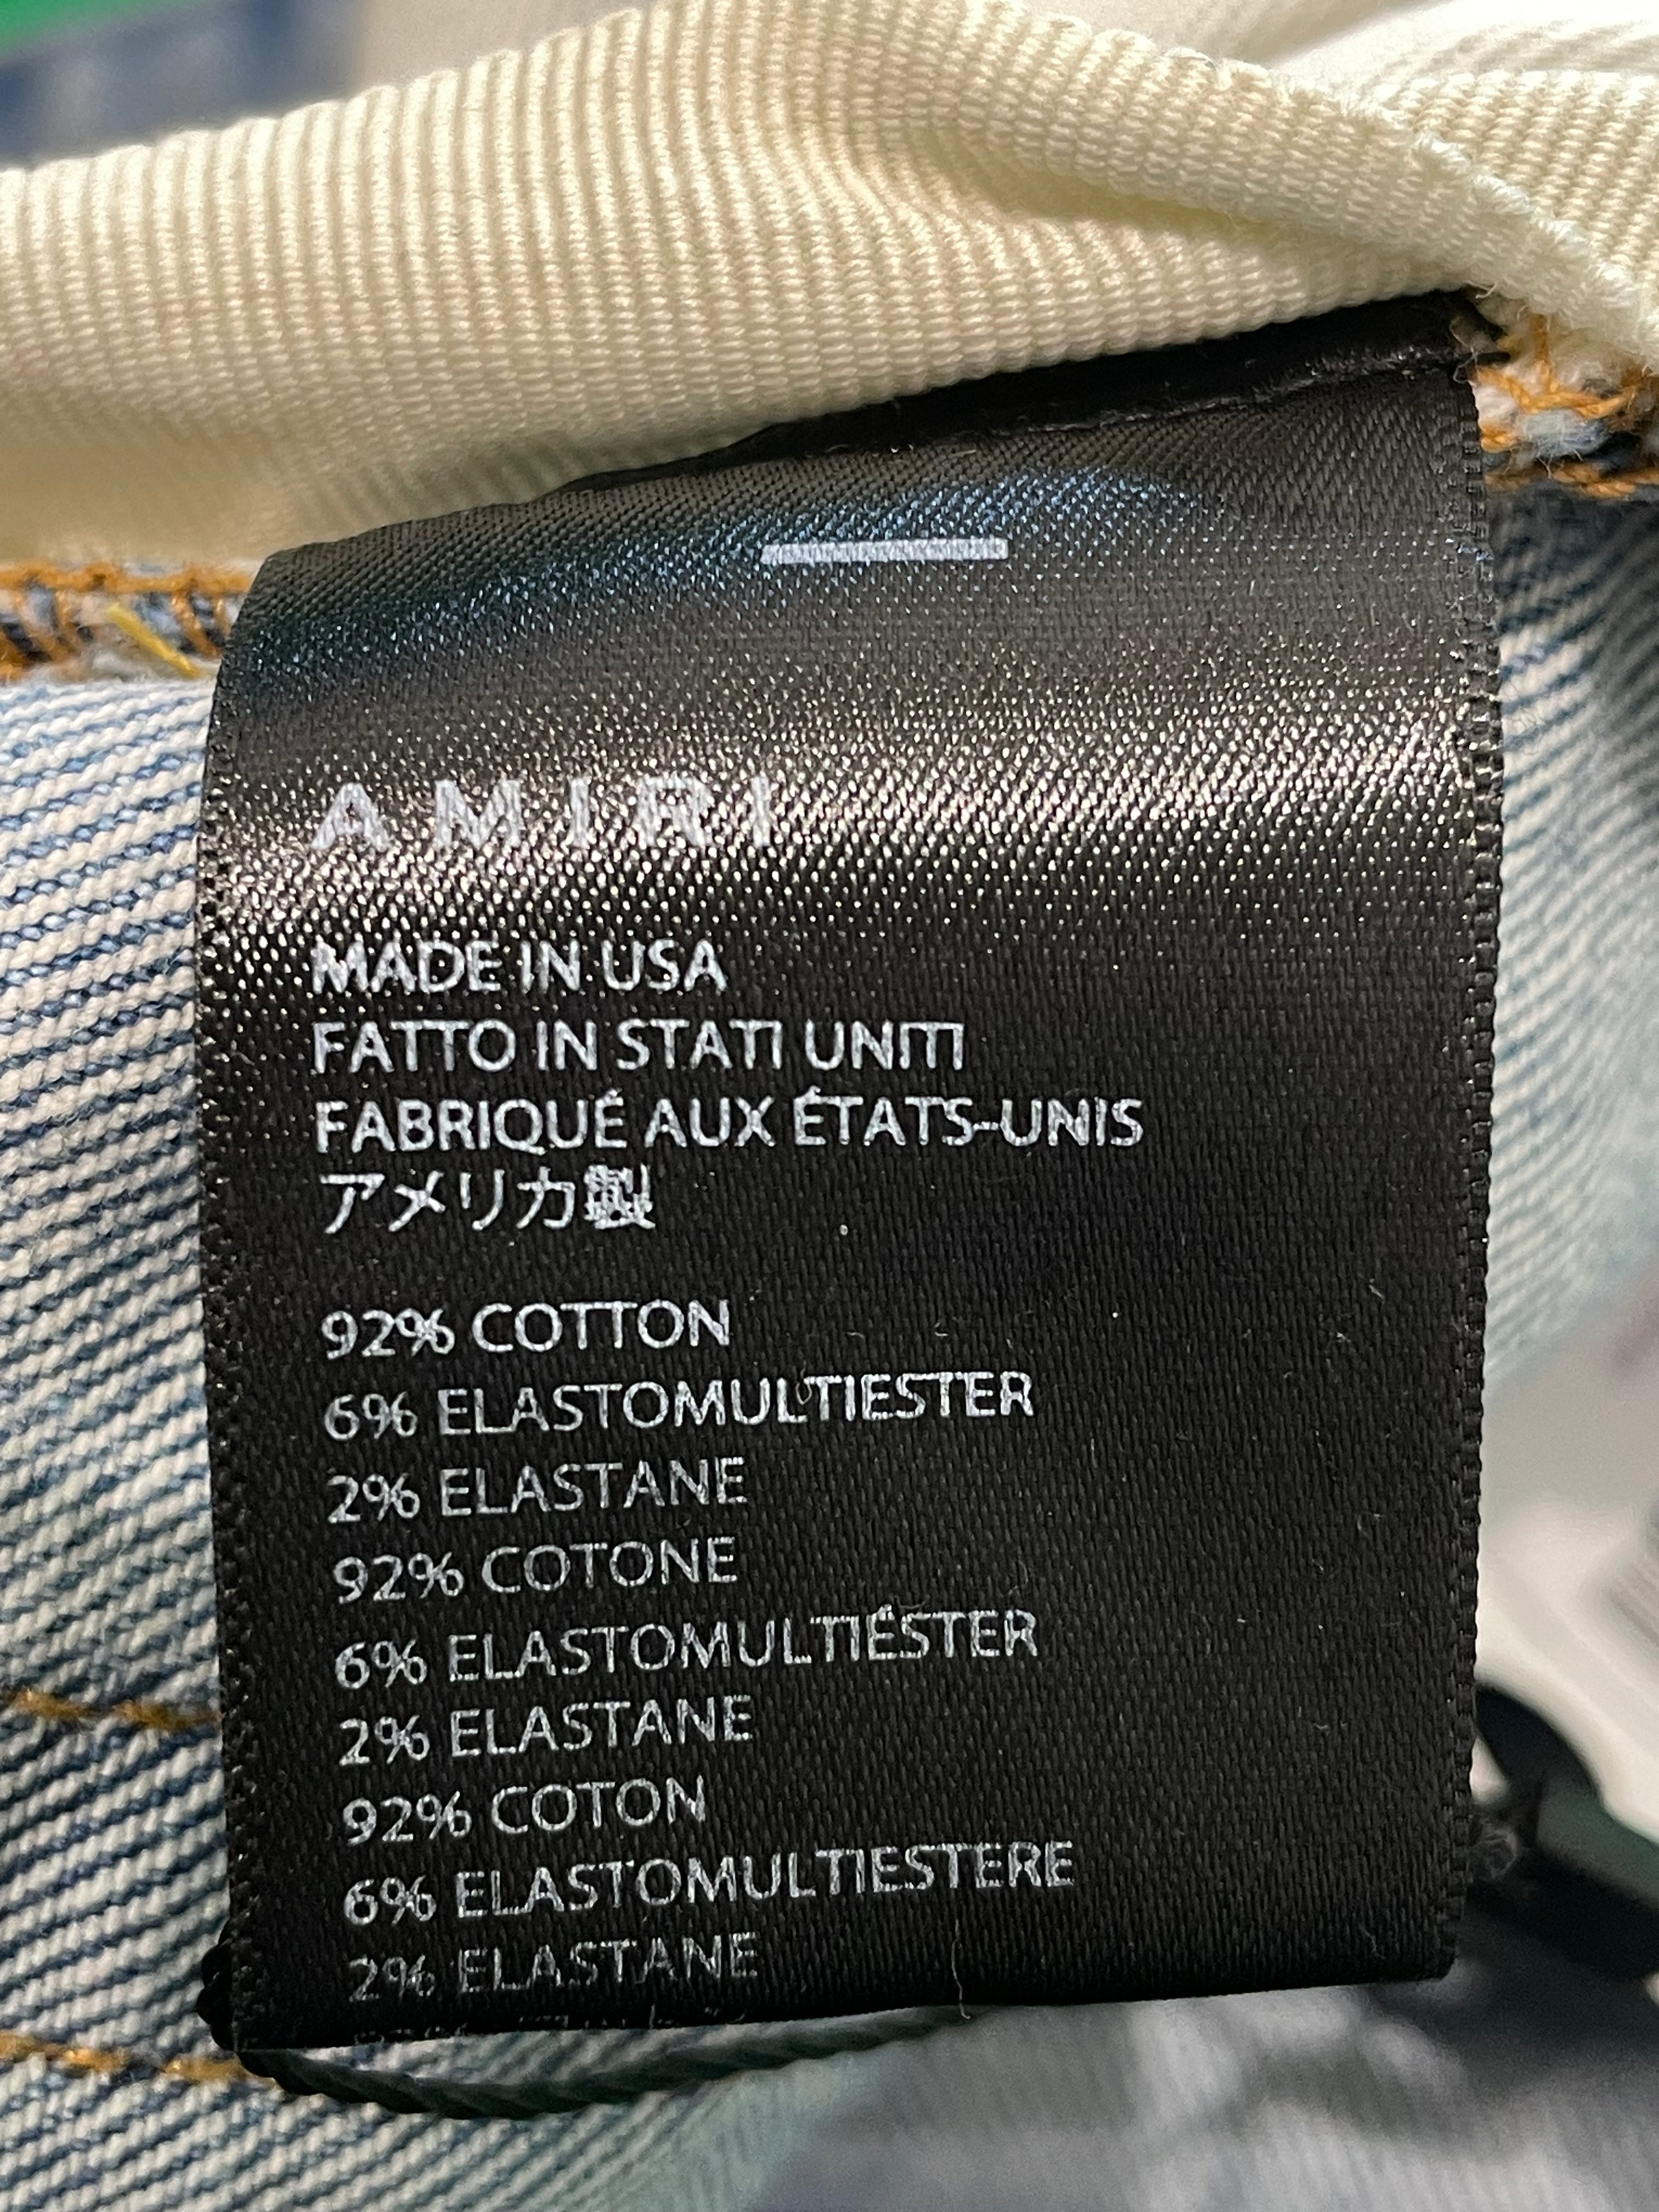 AMIRI
MADE IN USA
FATTO IN STATI UNITI
FABRIQUÉ AUX ÉTATS-UNIS
アメリカ製
92% COTTON
6% ELASTOMULTIESTER
2% ELASTANE
92% COTONE
6% ELASTOMULTIÉSTER
2% ELASTANE
92% COTON
6% ELASTOMULTIESTERE
2% ELASTANE